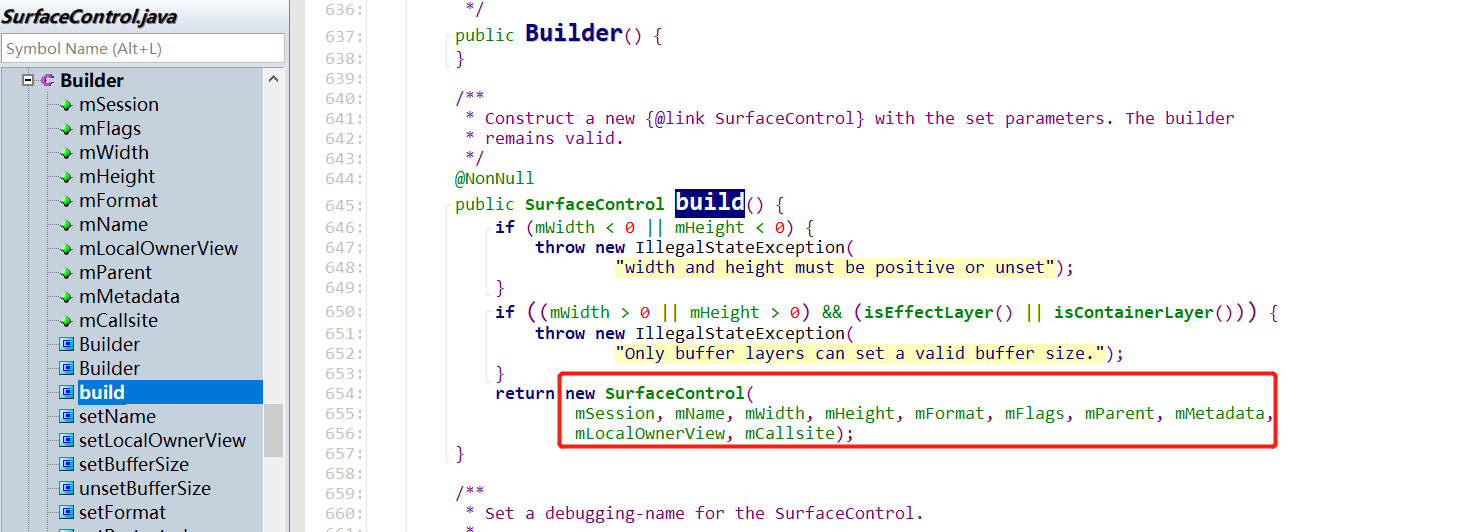 SurfaceControl.java
Symbol Name (Alt+L)
Builder
mSession
mFlags
mWidth
mHeight
mFormat
mName
mLocalOwnerView
mParent
mMetadata
mCallsite
Builder
Builder
build
setName
setLocalOwnerView
setBufferSize
unsetBufferSize
setFormat
636: */
637: public Builder() {
638: }
639:
640: /**
641: * Construct a new {@link SurfaceControl} with the set parameters. The builder
642: * remains valid.
643: */
644: @NonNull
645: public SurfaceControl build() {
646: if (mWidth < 0 || mHeight < 0) {
647: throw new IllegalStateException(
648: "width and height must be positive or unset");
649: }
650: if ((mWidth > 0 || mHeight > 0) && (isEffectLayer() || isContainerLayer())) {
651: throw new IllegalStateException(
652: "Only buffer layers can set a valid buffer size.");
653: }
654: return new SurfaceControl(
655: mSession, mName, mWidth, mHeight, mFormat, mFlags, mParent, mMetadata,
656: mLocalOwnerView, mCallsite);
657: }
658:
659: /**
660: * Set a debugging-name for the SurfaceControl.